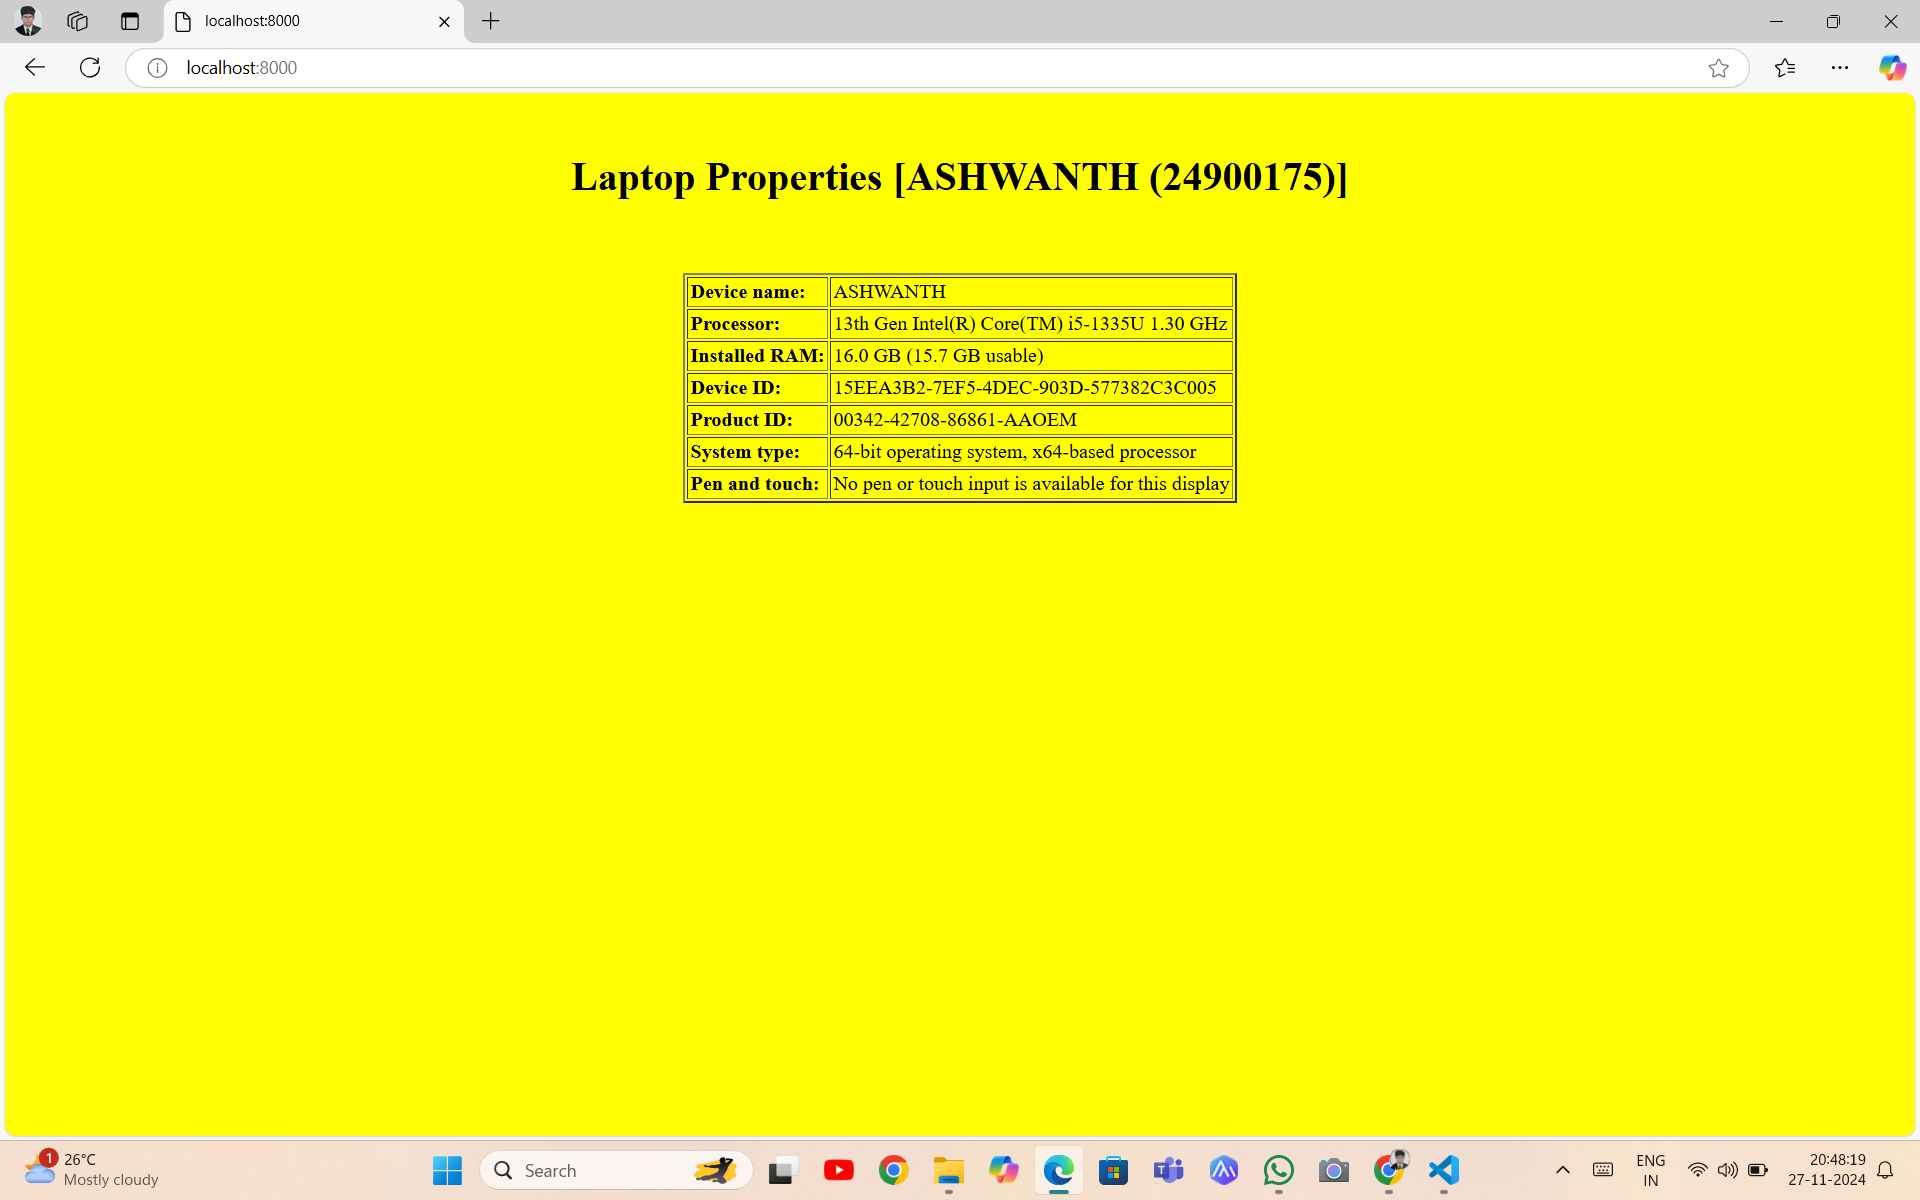 localhost:8000
localhost:8000
Laptop Properties [ASHWANTH (24900175)]
Device name: ASHWANTH
Processor: 13th Gen Intel(R) Core(TM) i5-1335U 1.30 GHz
Installed RAM: 16.0 GB (15.7 GB usable)
Device ID: 15EEA3B2-7EF5-4DEC-903D-577382C3C005
Product ID: 00342-42708-86861-AAOEM
System type: 64-bit operating system, x64-based processor
Pen and touch: No pen or touch input is available for this display
1
26°C
Mostly cloudy
Search
ENG
IN
20:48:19
27-11-2024